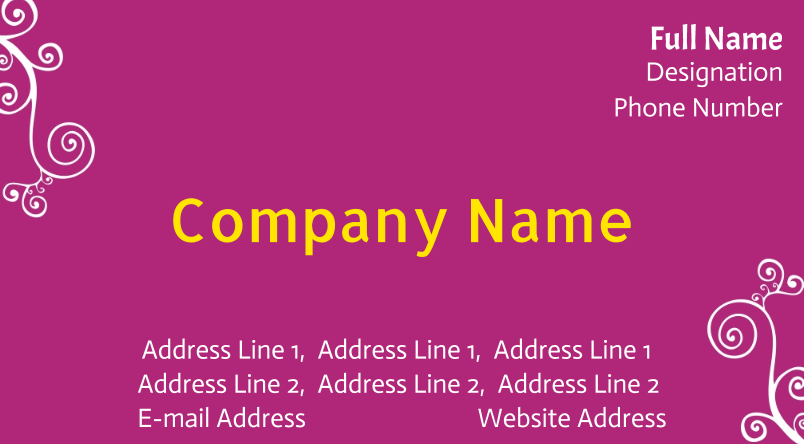 Full Name
Designation
Phone Number
Company Name
Address Line 1, Address Line 1, Address Line 1
Address Line 2, Address Line 2, Address Line 2
E-mail Address Website Address